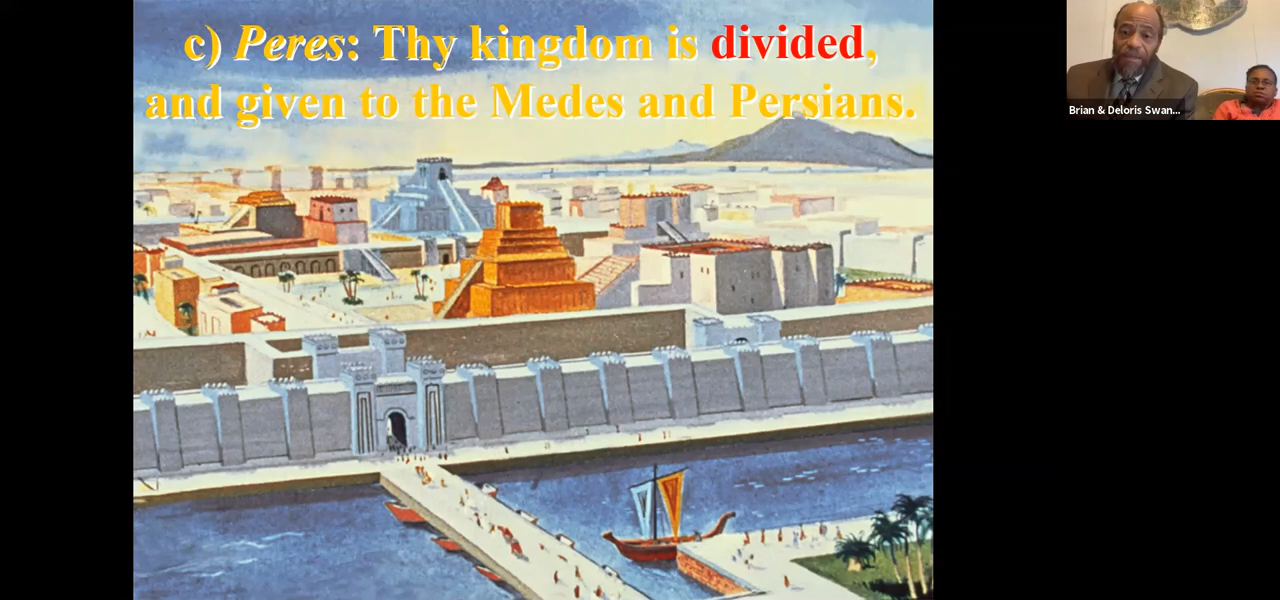 c) Peres: Thy kingdom is divided,
and given to the Medes and Persians.
Brian & Deloris Swan...